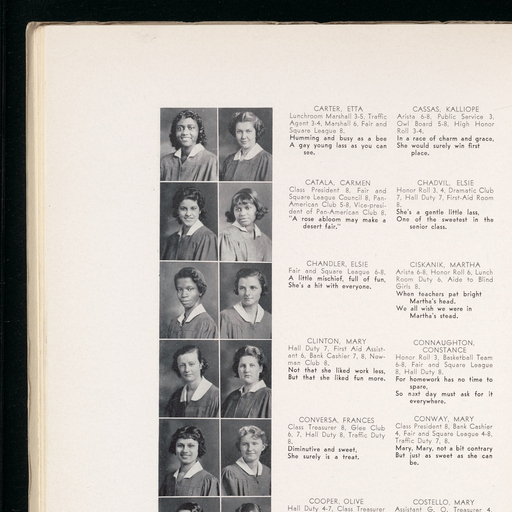 CARTER, ETTA
Lunchroom Marshall 3-5, Traffic
Agent 3-4, Marshall 6, Fair and
Square League 8,
Humming and busy as a bee
A gay young lass as you can
see.
CASSAS, KALLIOPE
Arista 6-8, Public Service 3,
Owl Board 5-8, High Honor
Roll 3-4,
In a race of charm and grace,
She would surely win first
place.
CATALA, CARMEN
Class President 8, Fair and
Square League Council 8, Pan-
American Club 5-8, Vice-presi-
dent of Pan-American Club 8,
"A rose abloom may make a
desert fair."
CHADVIL, ELSIE
Honor Roll 3, 4, Dramatic Club
7, Hall Duty 7, First-Aid Room
8.
She's a gentle little lass,
One of the sweetest in the
senior class.
CHANDLER, ELSIE
Fair and Square League 6-8,
A little mischief, full of fun,
She's a hit with everyone.
CISKANIK, MARTHA
Arista 6-8, Honor Roll 6, Lunch
Room Duty 6, Aide to Blind
Girls 8,
When teachers pat bright
Martha's head.
We all wish we were in
Martha's stead.
CLINTON, MARY
Hall Duty 7, First Aid Assist-
ant 6, Bank Cashier 7, 8, New-
man Club 8,
Not that she liked work less,
But that she liked fun more.
CONNAUGHTON,
CONSTANCE
Honor Roll 3, Basketball Team
6-8, Fair and Square League
8, Hall Duty 8,
For homework has no time to
spare,
So next day must ask for it
everywhere.
CONVERSA, FRANCES
Class Treasurer 8, Glee Club
6, 7, Hall Duty 8, Traffic Duty
8.
Diminutive and sweet,
She surely is a treat.
CONWAY, MARY
Class President 8, Bank Cashier
4, Fair and Square League 4-8,
Traffic Duty 7, 8,
Mary, Mary, not a bit contrary
But just as sweet as she can
be.
COOPER, OLIVE
Hall Duty 4-7, Class Treasurer
COSTELLO, MARY
Assistant G. O. Treasurer 4,